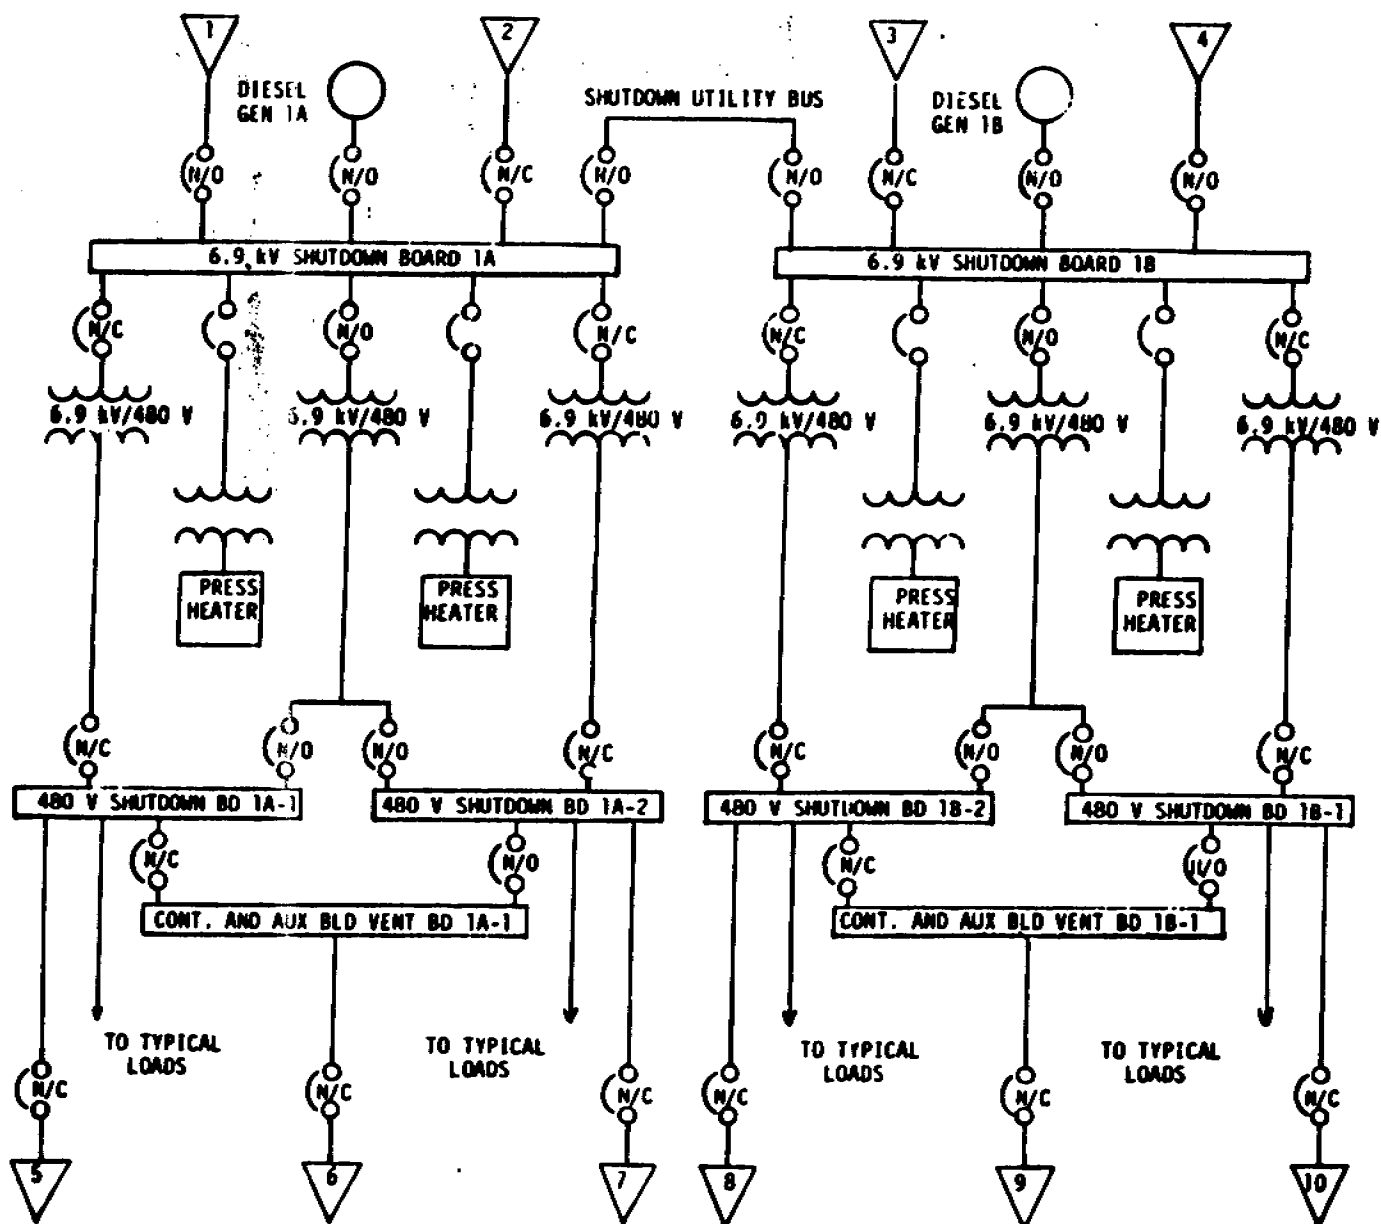 1
2
3
4
DIESEL
GEN 1A
SHUTDOWN UTILITY BUS
DIESEL
GEN 1B
N/O
N/O
N/C
N/O
N/O
N/C
N/O
N/O
6.9 kV SHUTDOWN BOARD 1A
6.9 kV SHUTDOWN BOARD 1B
N/C
N/O
N/C
N/C
N/O
N/C
6.9 kV/480 V
6.9 kV/480 V
6.9 kV/480 V
6.9 kV/480 V
6.9 kV/480 V
6.9 kV/480 V
PRESS
HEATER
PRESS
HEATER
PRESS
HEATER
PRESS
HEATER
N/C
N/O
N/O
N/C
N/C
N/O
N/O
N/C
480 V SHUTDOWN BD 1A-1
480 V SHUTDOWN BD 1A-2
480 V SHUTDOWN BD 1B-2
480 V SHUTDOWN BD 1B-1
N/C
N/O
N/C
N/O
CONT. AND AUX BLD VENT BD 1A-1
CONT. AND AUX BLD VENT BD 1B-1
TO TYPICAL
LOADS
TO TYPICAL
LOADS
TO TYPICAL
LOADS
TO TYPICAL
LOADS
N/C
N/C
N/C
N/C
N/C
N/C
5
6
7
8
9
10